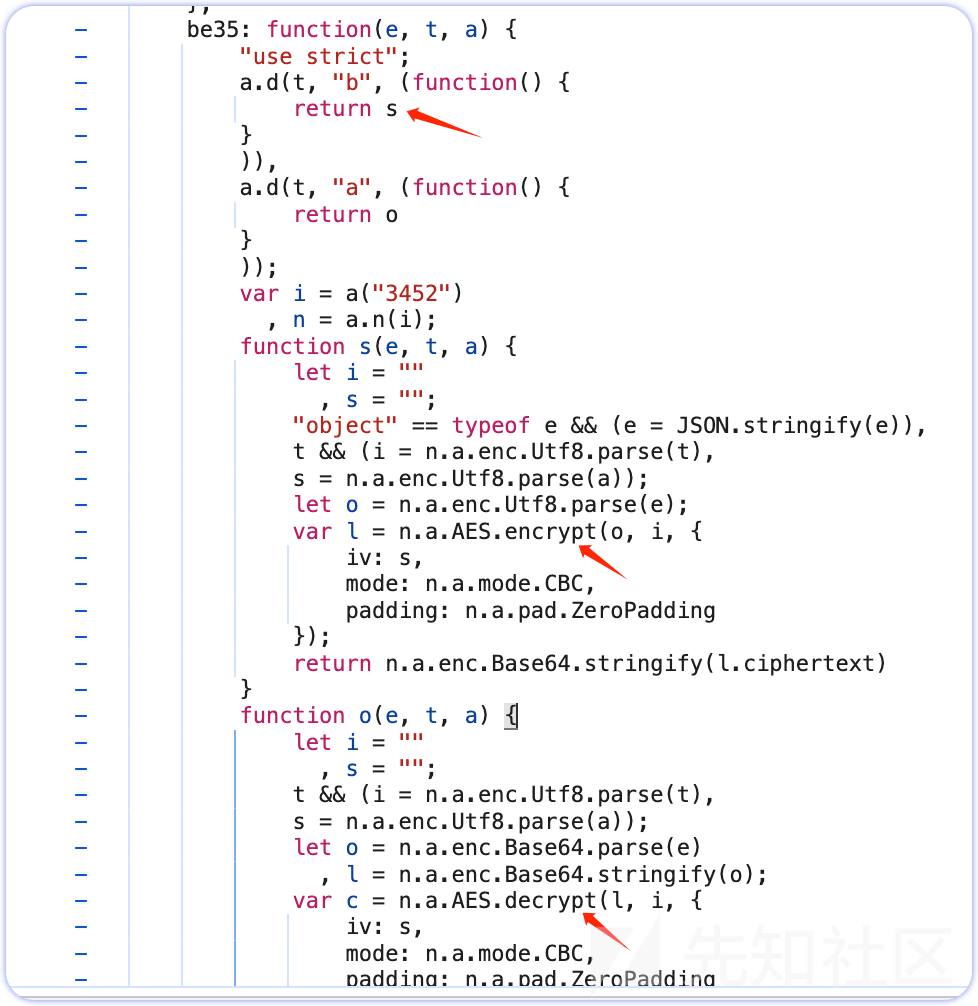 },
be35: function(e, t, a) {
"use strict";
a.d(t, "b", (function() {
return s
}
)),
a.d(t, "a", (function() {
return o
}
));
var i = a("3452")
, n = a.n(i);
function s(e, t, a) {
let i = ""
, s = "";
"object" == typeof e && (e = JSON.stringify(e)),
t && (i = n.a.enc.Utf8.parse(t),
s = n.a.enc.Utf8.parse(a));
let o = n.a.enc.Utf8.parse(e);
var l = n.a.AES.encrypt(o, i, {
iv: s,
mode: n.a.mode.CBC,
padding: n.a.pad.ZeroPadding
});
return n.a.enc.Base64.stringify(l.ciphertext)
}
function o(e, t, a) {
let i = ""
, s = "";
t && (i = n.a.enc.Utf8.parse(t),
s = n.a.enc.Utf8.parse(a));
let o = n.a.enc.Base64.parse(e)
, l = n.a.enc.Base64.stringify(o);
var c = n.a.AES.decrypt(l, i, {
iv: s,
mode: n.a.mode.CBC,
padding: n.a.pad.ZeroPadding
先知社区